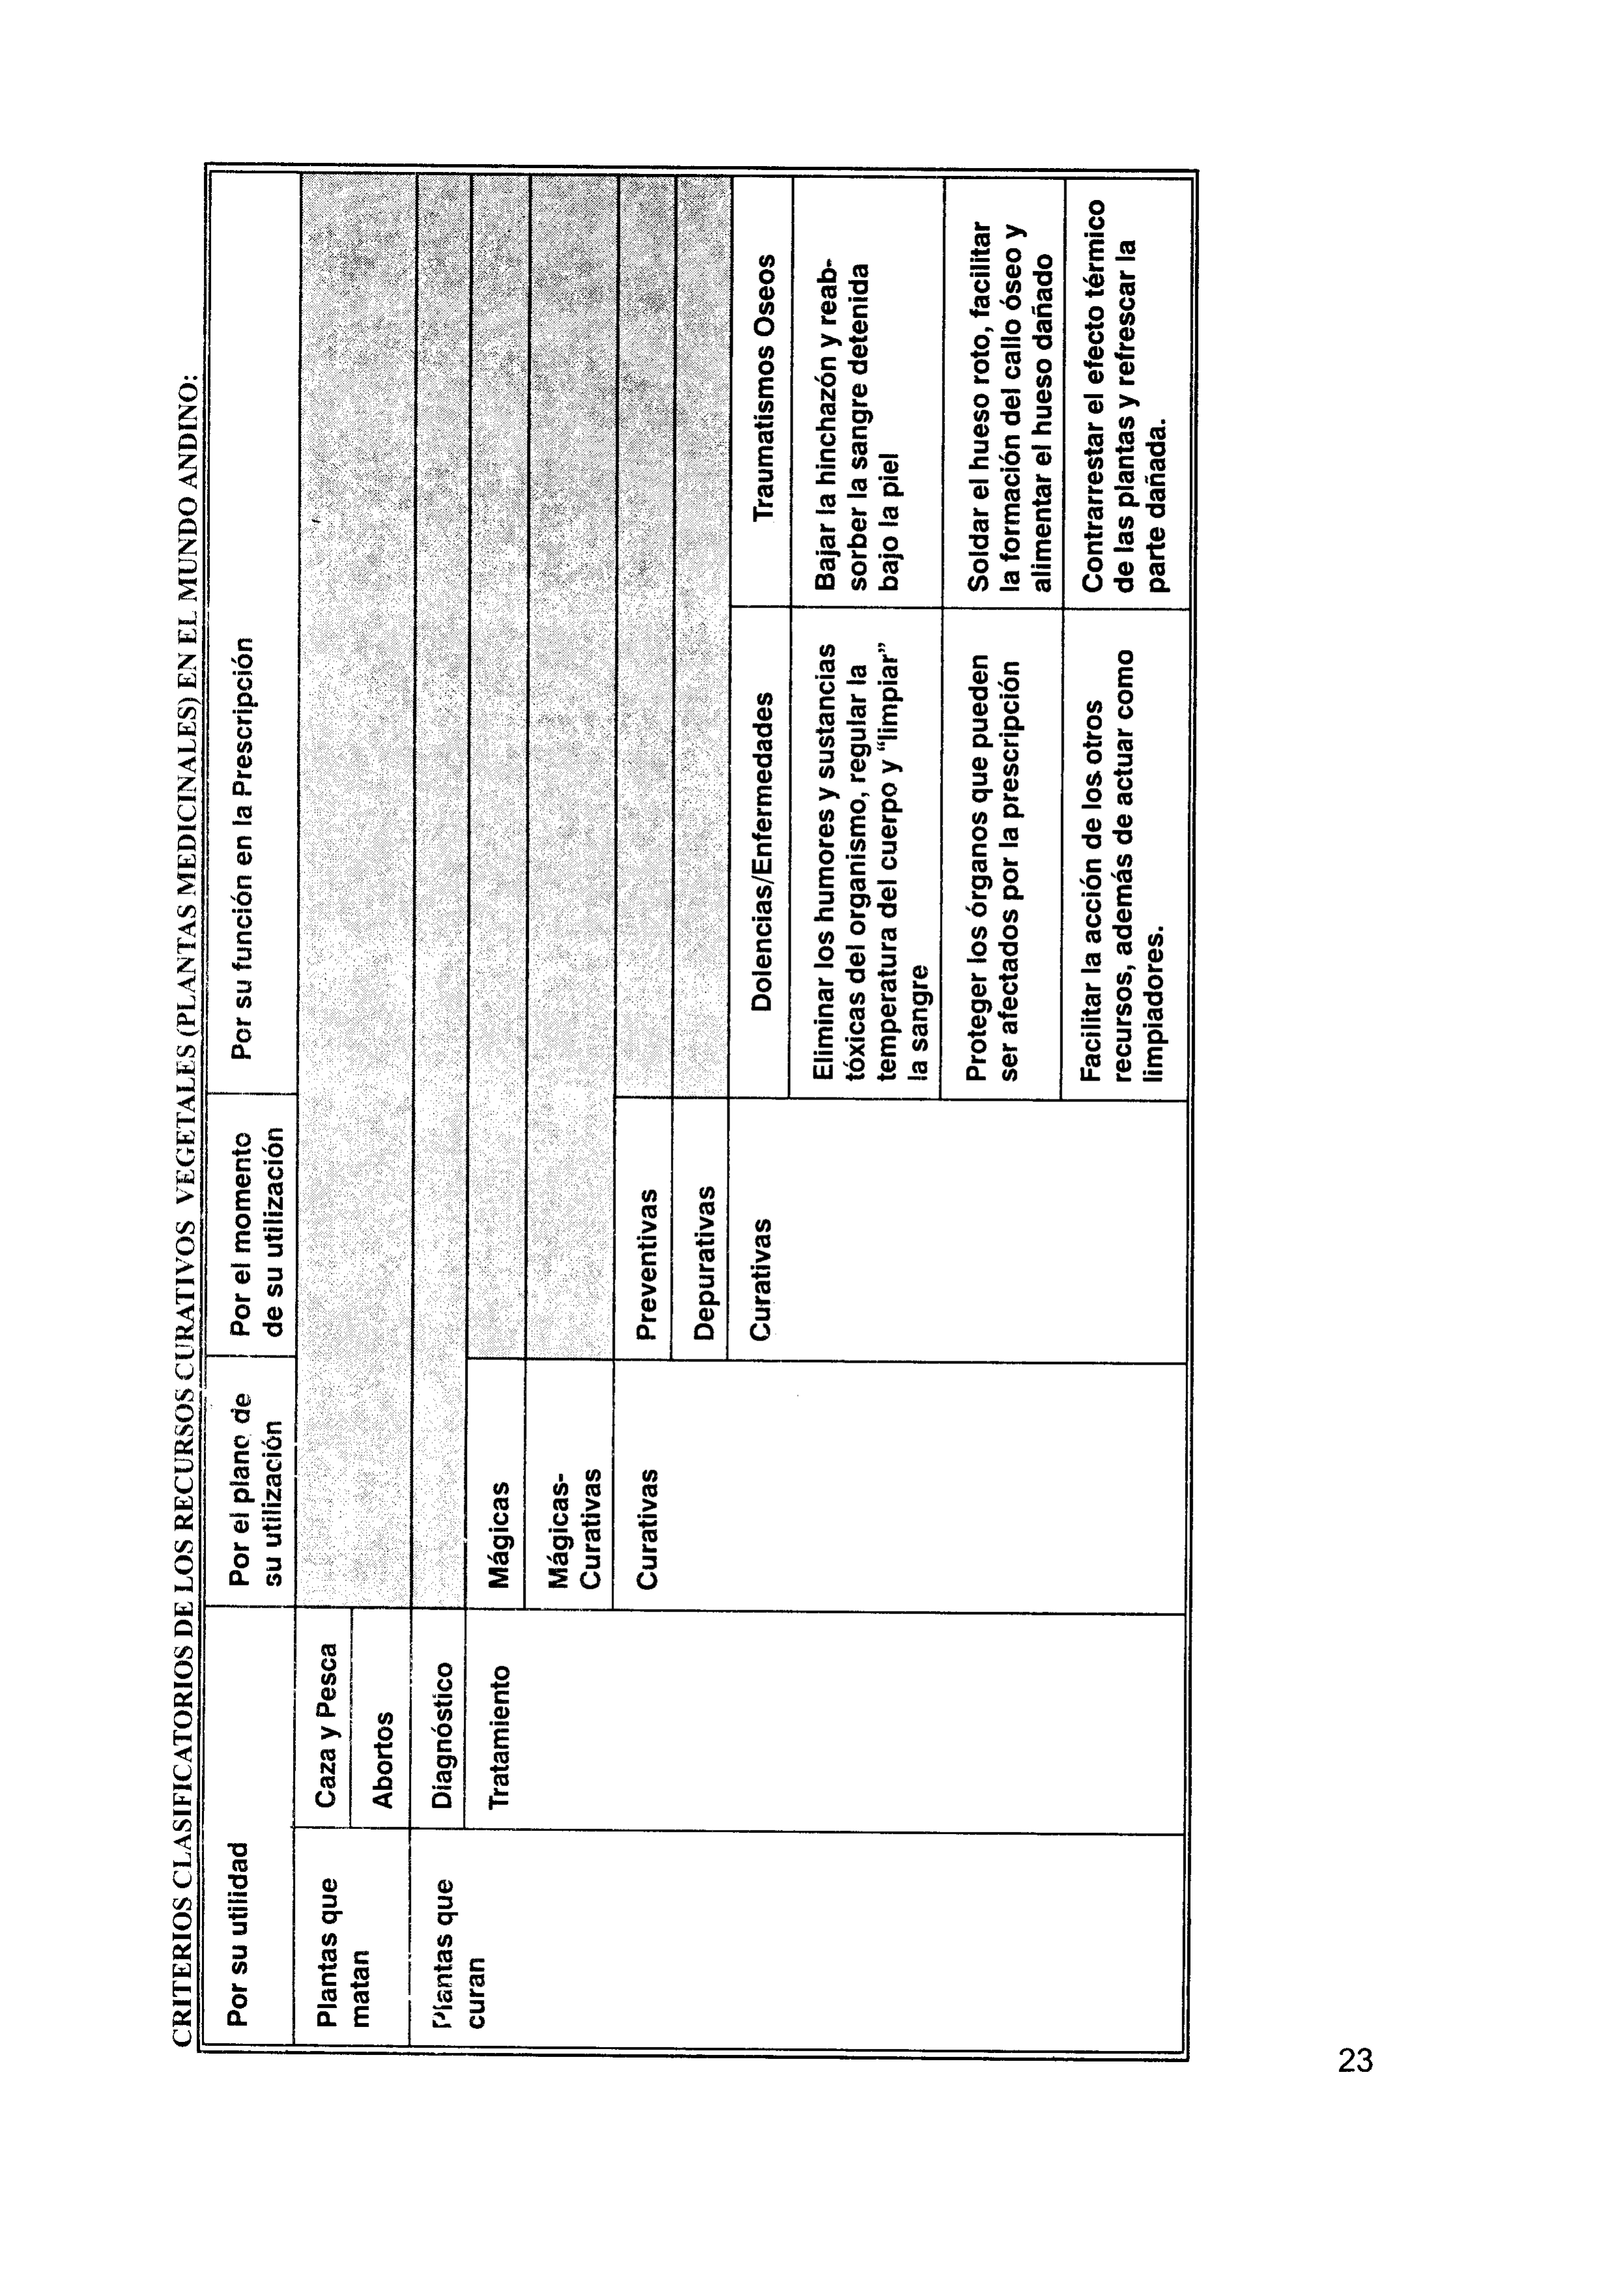 CRITERIOS CLASIFICATORIOS DE LOS RECURSOS CURATIVOS VEGETALES (PLANTAS MEDICINALES) EN EL MUNDO ANDINO:
Por su utilidad
Por el plano de
su utilización
Por el momento
de su utilización
Por su función en la Prescripción
Plantas que
matan
Caza y Pesca
Abortos
Plantas que
curan
Diagnóstico
Tratamiento
Mágicas
Mágicas-
Curativas
Curativas
Preventivas
Depurativas
Curativas
Dolencias/Enfermedades
Traumatismos Oseos
Eliminar los humores y sustancias
tóxicas del organismo, regular la
temperatura del cuerpo y “limpiar”
la sangre
Bajar la hinchazón y reab-
sorber la sangre detenida
bajo la piel
Proteger los órganos que pueden
ser afectados por la prescripción
Soldar el hueso roto, facilitar
la formación del callo óseo y
alimentar el hueso dañado
Facilitar la acción de los otros
recursos, además de actuar como
limpiadores.
Contrarrestar el efecto térmico
de las plantas y refrescar la
parte dañada.
23